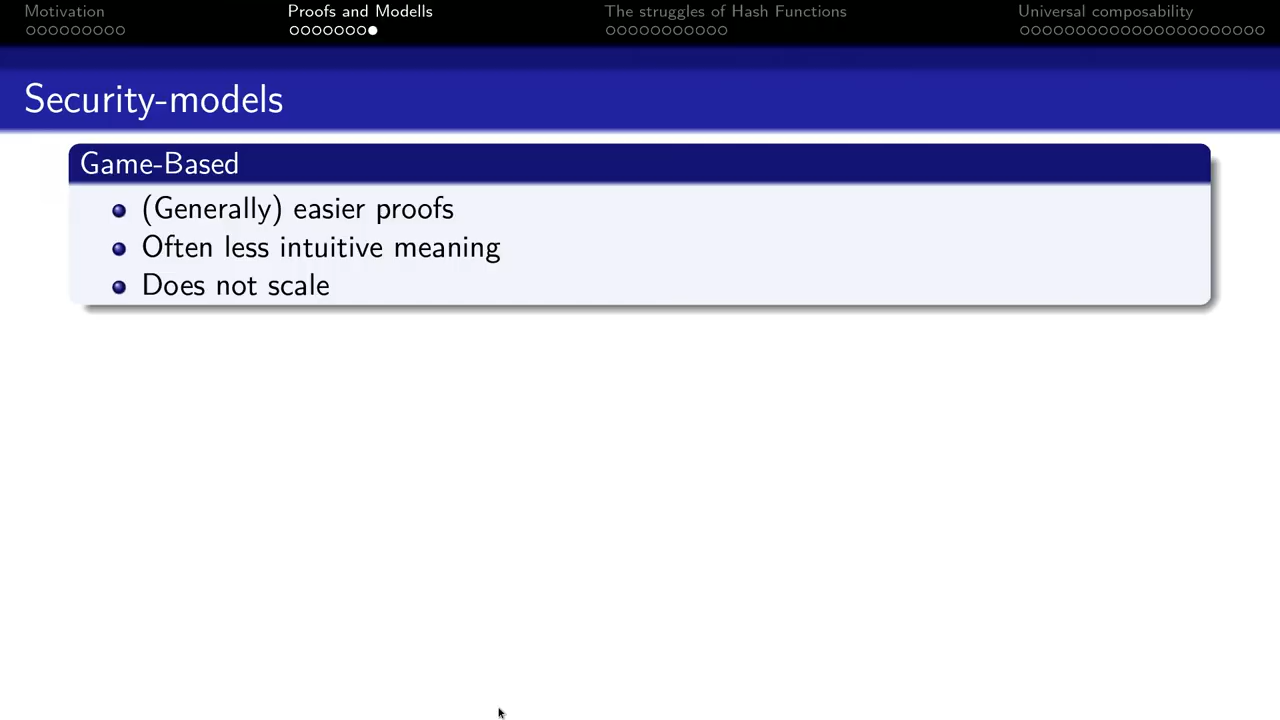 Motivation
Proofs and Modells
The struggles of Hash Functions
Universal composability
Security-models
Game-Based
(Generally) easier proofs
Often less intuitive meaning
Does not scale